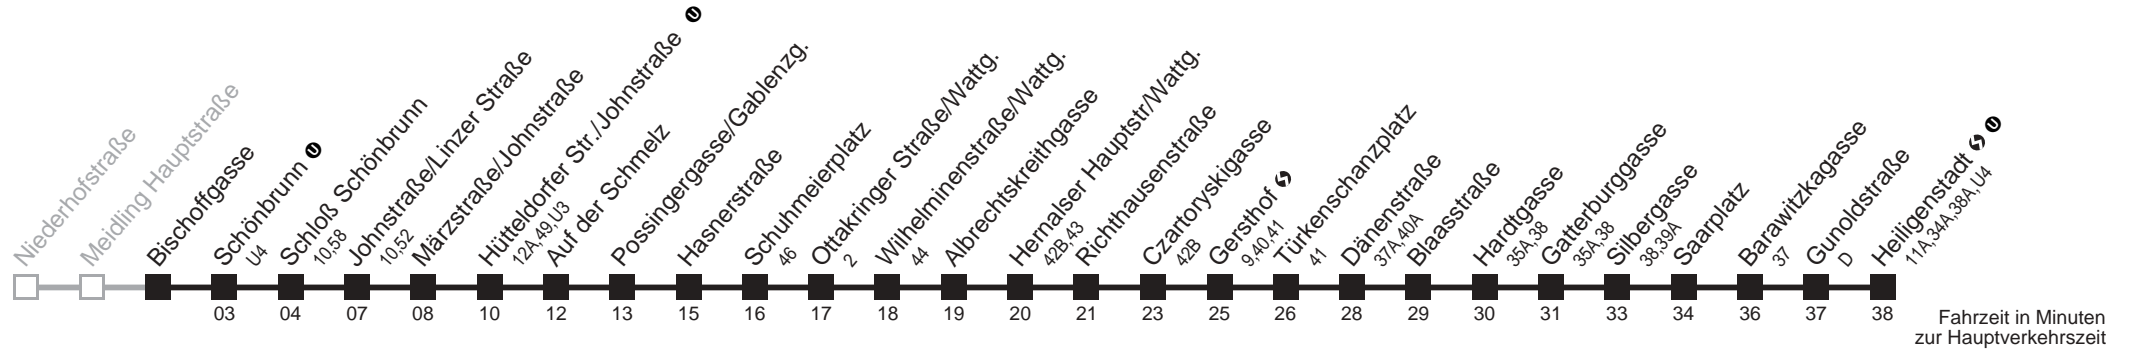 Niederhofstraße
Meidling Hauptstraße
Bischoffgasse
Schönbrunn U
U4
03
Schloß Schönbrunn
10,58
04
Johnstraße/Linzer Straße
10,52
07
Märzstraße/Johnstraße
08
Hütteldorfer Str./Johnstraße U
12A,49,U3
10
Auf der Schmelz
12
Possingergasse/Gablenzg.
13
Hasnerstraße
15
Schuhmeierplatz
46
16
Ottakringer Straße/Wattg.
2
17
Wilhelminenstraße/Wattg.
44
18
Albrechtskreithgasse
19
Hernalser Hauptstr/Wattg.
42B,43
20
Richthausenstraße
21
Czartoryskigasse
42B
23
Gersthof S
9,40,41
25
Türkenschanzplatz
41
26
Dänenstraße
37A,40A
28
Blaasstraße
29
Hardtgasse
35A,38
30
Gatterburggasse
35A,38
31
Silbergasse
38,39A
33
Saarplatz
34
Barawitzkagasse
37
36
Gunoldstraße
D
37
Heiligenstadt S U
11A,34A,38A,U4
38
Fahrzeit in Minuten
zur Hauptverkehrszeit